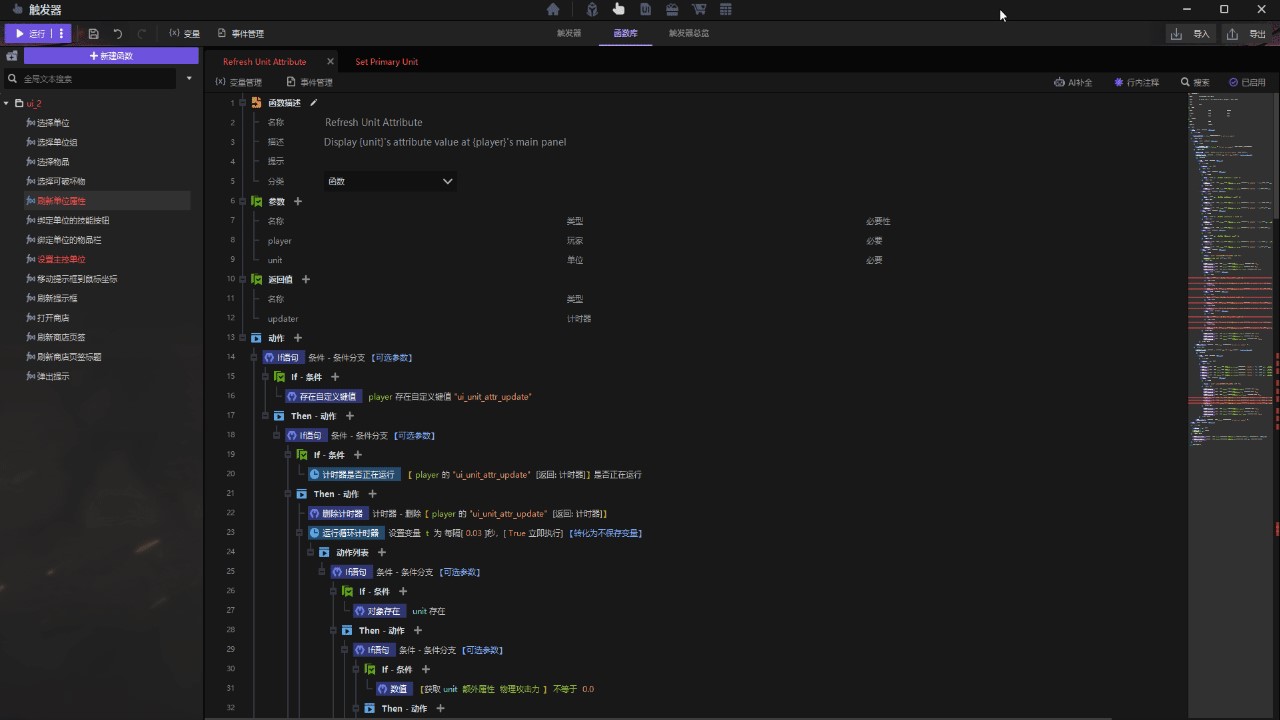 触发器
运行
变量
事件管理
触发器
函数库
触发器总览
导入
导出
新建函数
Refresh Unit Attribute
Set Primary Unit
全局文本搜索
变量管理
事件管理
AI补全
行内注释
搜索
已启用
ui_2
选择单位
选择单位组
选择物品
选择可破坏物
刷新单位属性
绑定单位的技能按钮
绑定单位的物品栏
设置主控单位
移动提示框到鼠标坐标
刷新提示框
打开商店
刷新商店页签
刷新商店页签标题
弹出提示
1 函数描述
2 名称 Refresh Unit Attribute
3 描述 Display {unit}'s attribute value at {player}'s main panel
4 提示
5 分类 函数
6 参数 +
7 名称 类型 必要性
8 player 玩家 必要
9 unit 单位 必要
10 返回值 +
11 名称 类型
12 updater 计时器
13 动作 +
14 If语句 条件 - 条件分支 【可选参数】
15 If - 条件 +
16 存在自定义键值 player 存在自定义键值 "ui_unit_attr_update"
17 Then - 动作 +
18 If语句 条件 - 条件分支 【可选参数】
19 If - 条件 +
20 计时器是否正在运行 [ player 的 "ui_unit_attr_update" [返回: 计时器]] 是否正在运行
21 Then - 动作 +
22 删除计时器 计时器 - 删除 [ player 的 "ui_unit_attr_update" [返回: 计时器]]
23 运行循环计时器 设置变量 t 为 每隔[ 0.03 ]秒, [ True 立即执行] 【转化为不保存变量】
24 动作列表 +
25 If语句 条件 - 条件分支 【可选参数】
26 If - 条件 +
27 对象存在 unit 存在
28 Then - 动作 +
29 If语句 条件 - 条件分支 【可选参数】
30 If - 条件 +
31 数值 [获取 unit 额外属性 物理攻击力 ] 不等于 0.0
32 Then - 动作 +